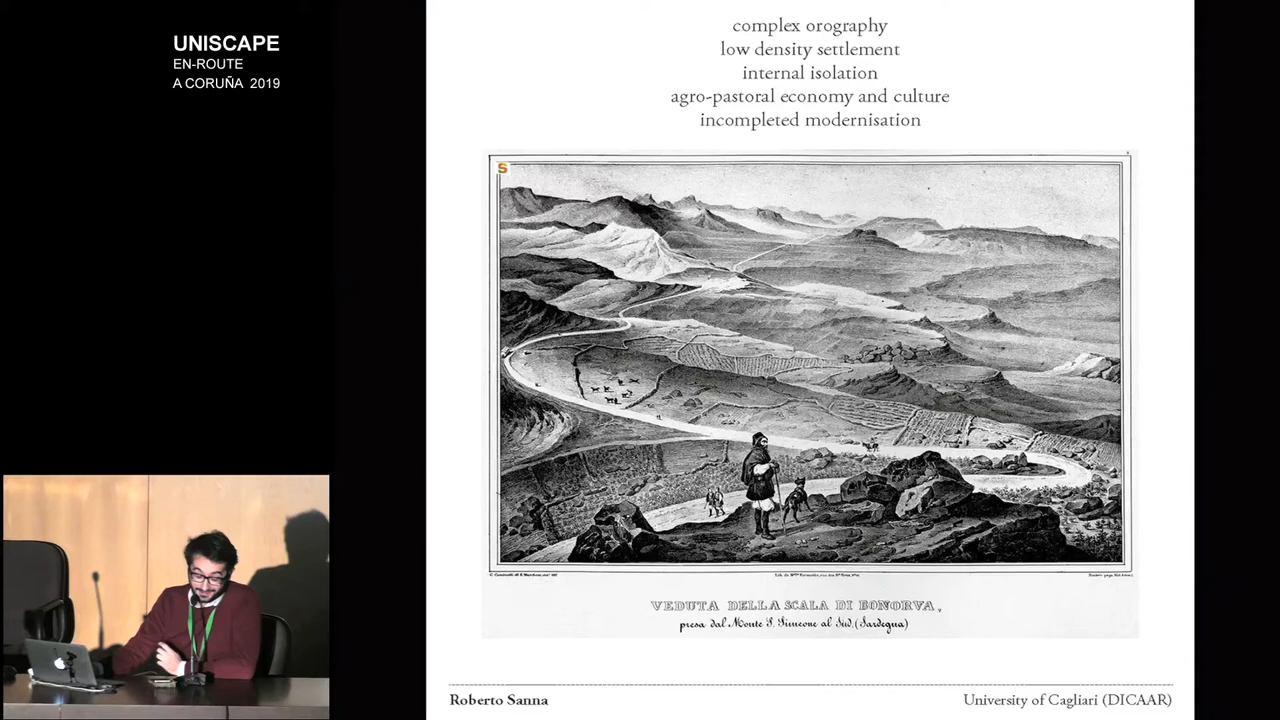 UNISCAPE
EN-ROUTE
A CORUÑA 2019
complex orography
low density settlement
internal isolation
agro-pastoral economy and culture
incompleted modernisation
S
VEDUTA DELLA SCALA DI BONORVA,
presa dal Monte S. Simeone al Sud, (Sardegna)
Roberto Sanna
University of Cagliari (DICAAR)